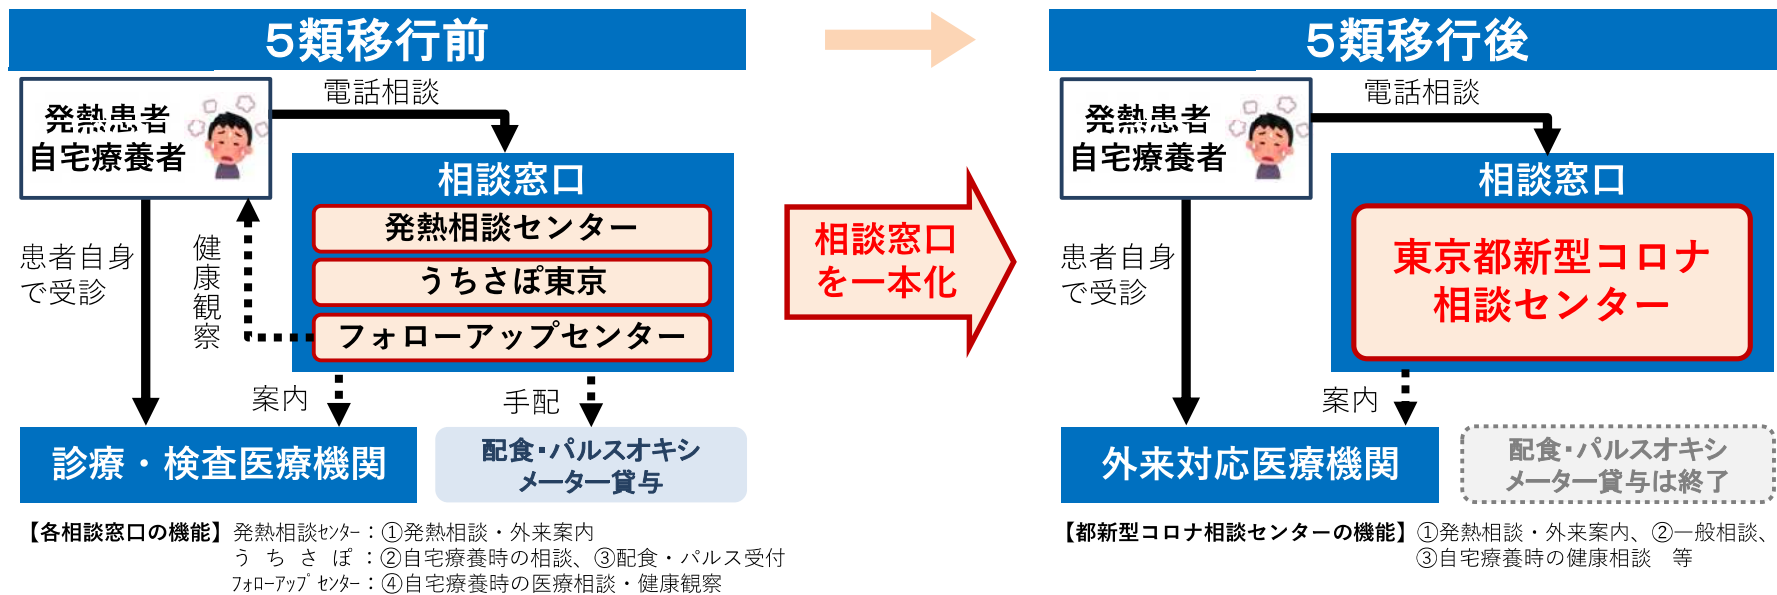 5類移行前
発熱患者
自宅療養者
電話相談
相談窓口
発熱相談センター
うちさぽ東京
フォローアップセンター
患者自身
で受診
健康観察
案内
手配
診療・検査医療機関
配食・パルスオキシ
メーター貸与
【各相談窓口の機能】発熱相談ｾﾝﾀｰ：①発熱相談・外来案内
うちさぽ：②自宅療養時の相談、③配食・パルス受付
ﾌｫﾛｰｱｯﾌﾟｾﾝﾀｰ：④自宅療養時の医療相談・健康観察
相談窓口
を一本化
5類移行後
発熱患者
自宅療養者
電話相談
相談窓口
東京都新型コロナ
相談センター
患者自身
で受診
案内
外来対応医療機関
配食・パルスオキシ
メーター貸与は終了
【都新型コロナ相談センターの機能】①発熱相談・外来案内、②一般相談、
③自宅療養時の健康相談　等